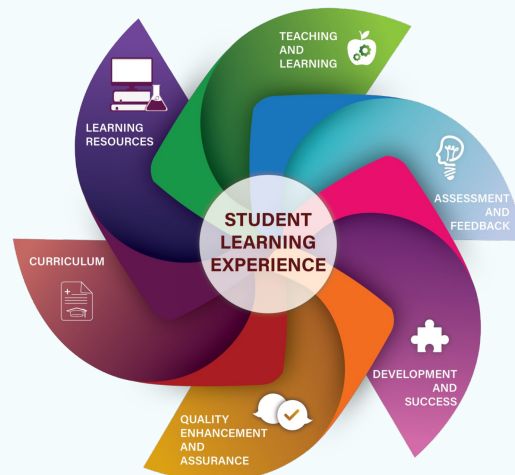 TEACHING
AND
LEARNING
LEARNING
RESOURCES
ASSESSMENT
AND
FEEDBACK
STUDENT
LEARNING
EXPERIENCE
CURRICULUM
DEVELOPMENT
AND
SUCCESS
QUALITY
ENHANCEMENT
AND
ASSURANCE